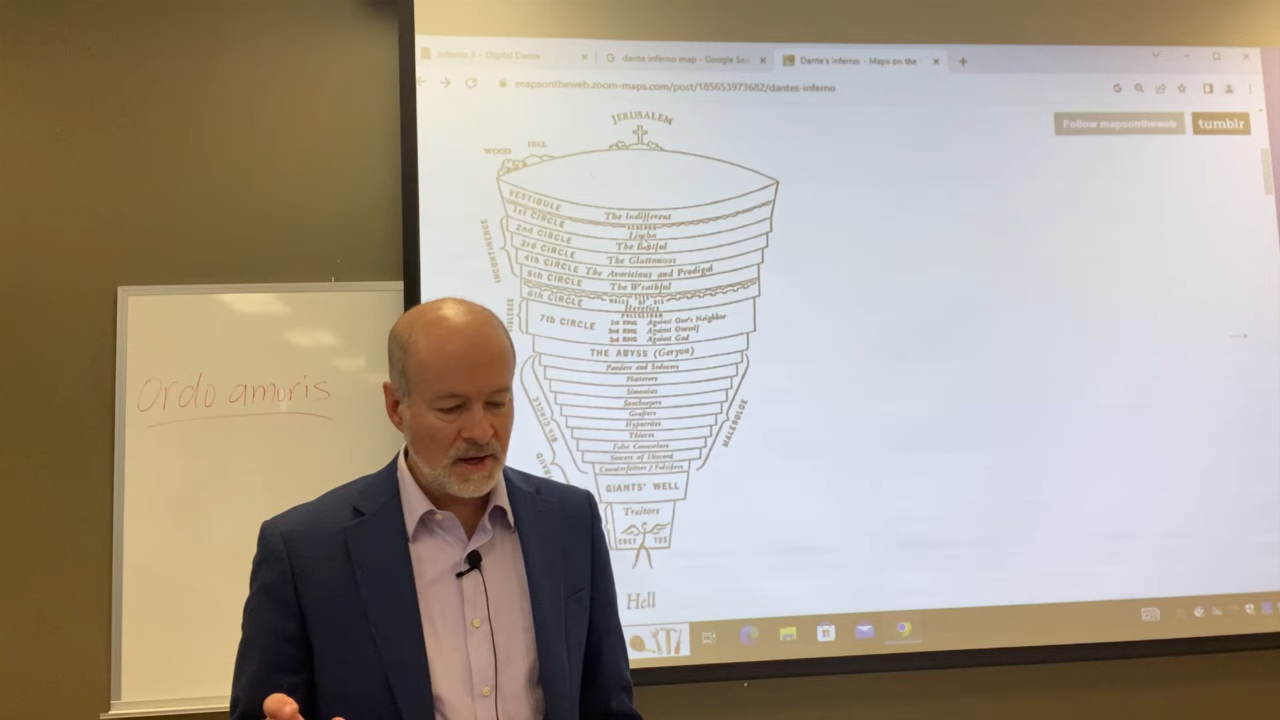 Inferno 5 – Digital Dante
dante inferno map - Google Se
Dante's inferno. - Maps on the
mapsontheweb.zoom-maps.com/post/185653973682/dantes-inferno
Follow mapsontheweb
tumblr
JERUSALEM
WOOD
HILL
VESTIBULE
The Indifferent
1st CIRCLE
Limbo
2nd CIRCLE
The Lustful
3rd CIRCLE
The Gluttonous
4th CIRCLE The Avaricious and Prodigal
5th CIRCLE
The Wrathful
6th CIRCLE
Heretics
INCONTINENCE
7th CIRCLE
1st RING Against One's Neighbor
2nd RING Against Oneself
3rd RING Against God
THE ABYSS (Geryon)
Panders and Seducers
Flatterers
Simonists
Soothsayers
Grafters
Hypocrites
Thieves
False Counselors
Sowers of Discord
Counterfeiters / Falsifiers
8th CIRCLE
FRAUD
MALEBOLGE
GIANTS' WELL
Traitors
Hell
Ordo amoris